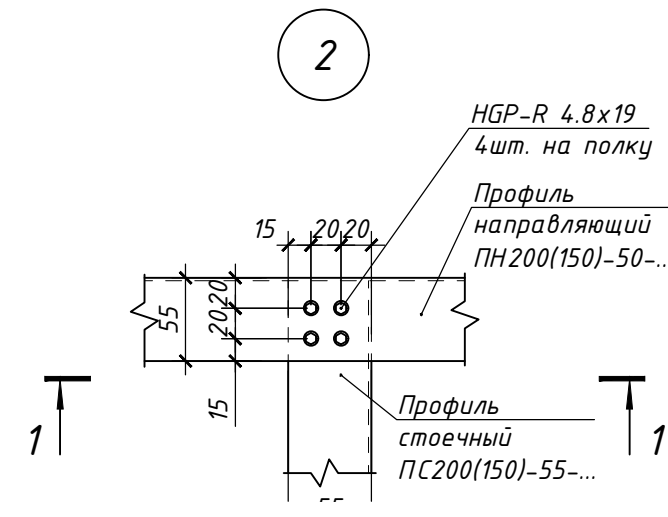 2
HGP-R 4.8x19
4шт. на полку
Профиль
направляющий
ПН200(150)-50-..
15 20 20
20
20
55
15
1
1
Профиль
стоечный
ПС200(150)-55-...